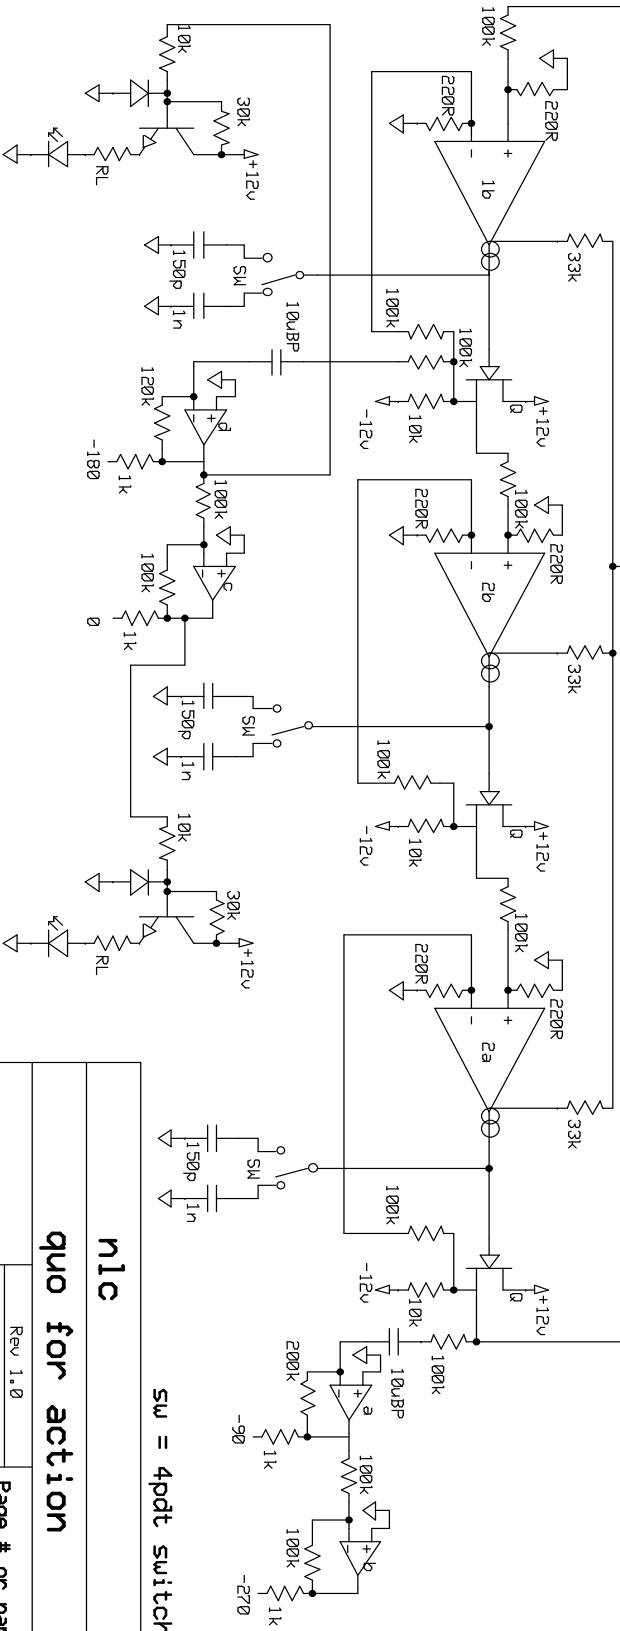 100k
10k
220R
220R
30k
+12v
RL
1b
33k
SW
150p
1n
10uBP
100k
100k
10k
-12v
Q
+12v
120k
d
-180
1k
100k
100k
220R
220R
100k
c
0
1k
2b
33k
SW
150p
1n
100k
10k
-12v
Q
+12v
10k
30k
+12v
RL
100k
220R
220R
2a
33k
SW
150p
1n
100k
10k
-12v
Q
+12v
100k
10uBP
200k
a
-90
1k
100k
100k
b
-270
1k
sw = 4pdt switch
nlc
quo for action
Rev 1.0
Page # or